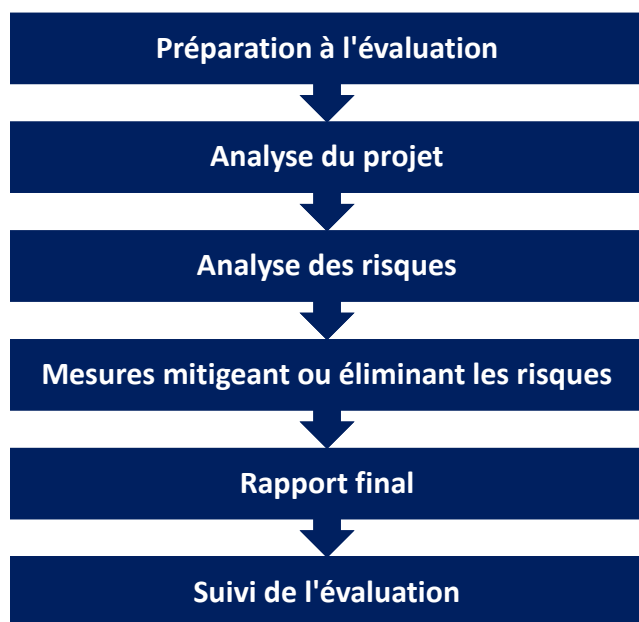 Préparation à l'évaluation
Analyse du projet
Analyse des risques
Mesures mitigeant ou éliminant les risques
Rapport final
Suivi de l'évaluation